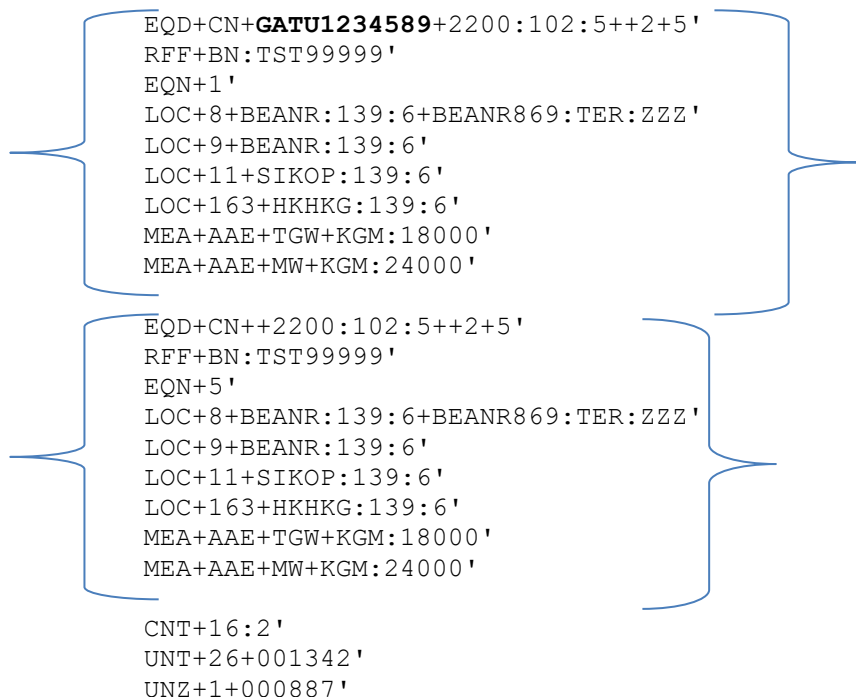 EQD+CN+GATU1234589+2200:102:5++2+5'
RFF+BN:TST99999'
EQN+1'
LOC+8+BEANR:139:6+BEANR869:TER:ZZZ'
LOC+9+BEANR:139:6'
LOC+11+SIKOP:139:6'
LOC+163+HKHKG:139:6'
MEA+AAE+TGW+KGM:18000'
MEA+AAE+MW+KGM:24000'
EQD+CN++2200:102:5++2+5'
RFF+BN:TST99999'
EQN+5'
LOC+8+BEANR:139:6+BEANR869:TER:ZZZ'
LOC+9+BEANR:139:6'
LOC+11+SIKOP:139:6'
LOC+163+HKHKG:139:6'
MEA+AAE+TGW+KGM:18000'
MEA+AAE+MW+KGM:24000'
CNT+16:2'
UNT+26+001342'
UNZ+1+000887'